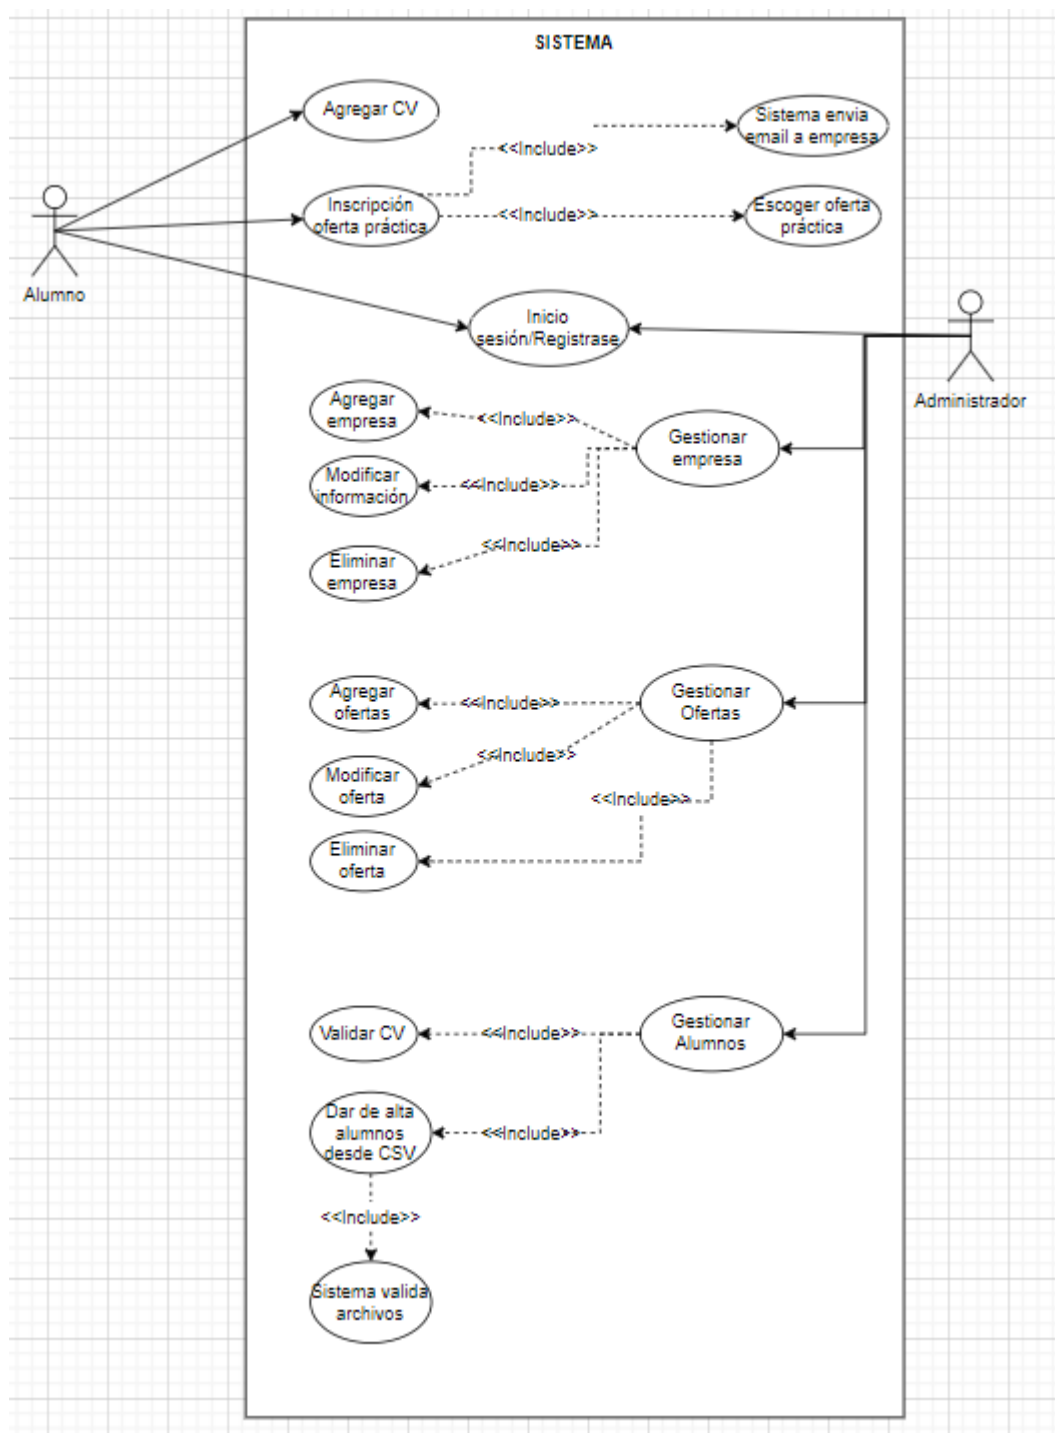 SISTEMA
Agregar CV
Sistema envia
email a empresa
<<Include>>
Inscripción
oferta práctica
<<Include>>
Escoger oferta
práctica
Alumno
Inicio
sesión/Registrase
Administrador
Agregar
empresa
<<Include>>
Gestionar
empresa
Modificar
información
<<Include>>
<<Include>>
Eliminar
empresa
Agregar
ofertas
<<Include>>
Gestionar
Ofertas
<<Include>>
Modificar
oferta
<<Include>>
Eliminar
oferta
Validar CV
<<Include>>
Gestionar
Alumnos
Dar de alta
alumnos
desde CSV
<<Include>>
<<Include>>
Sistema valida
archivos